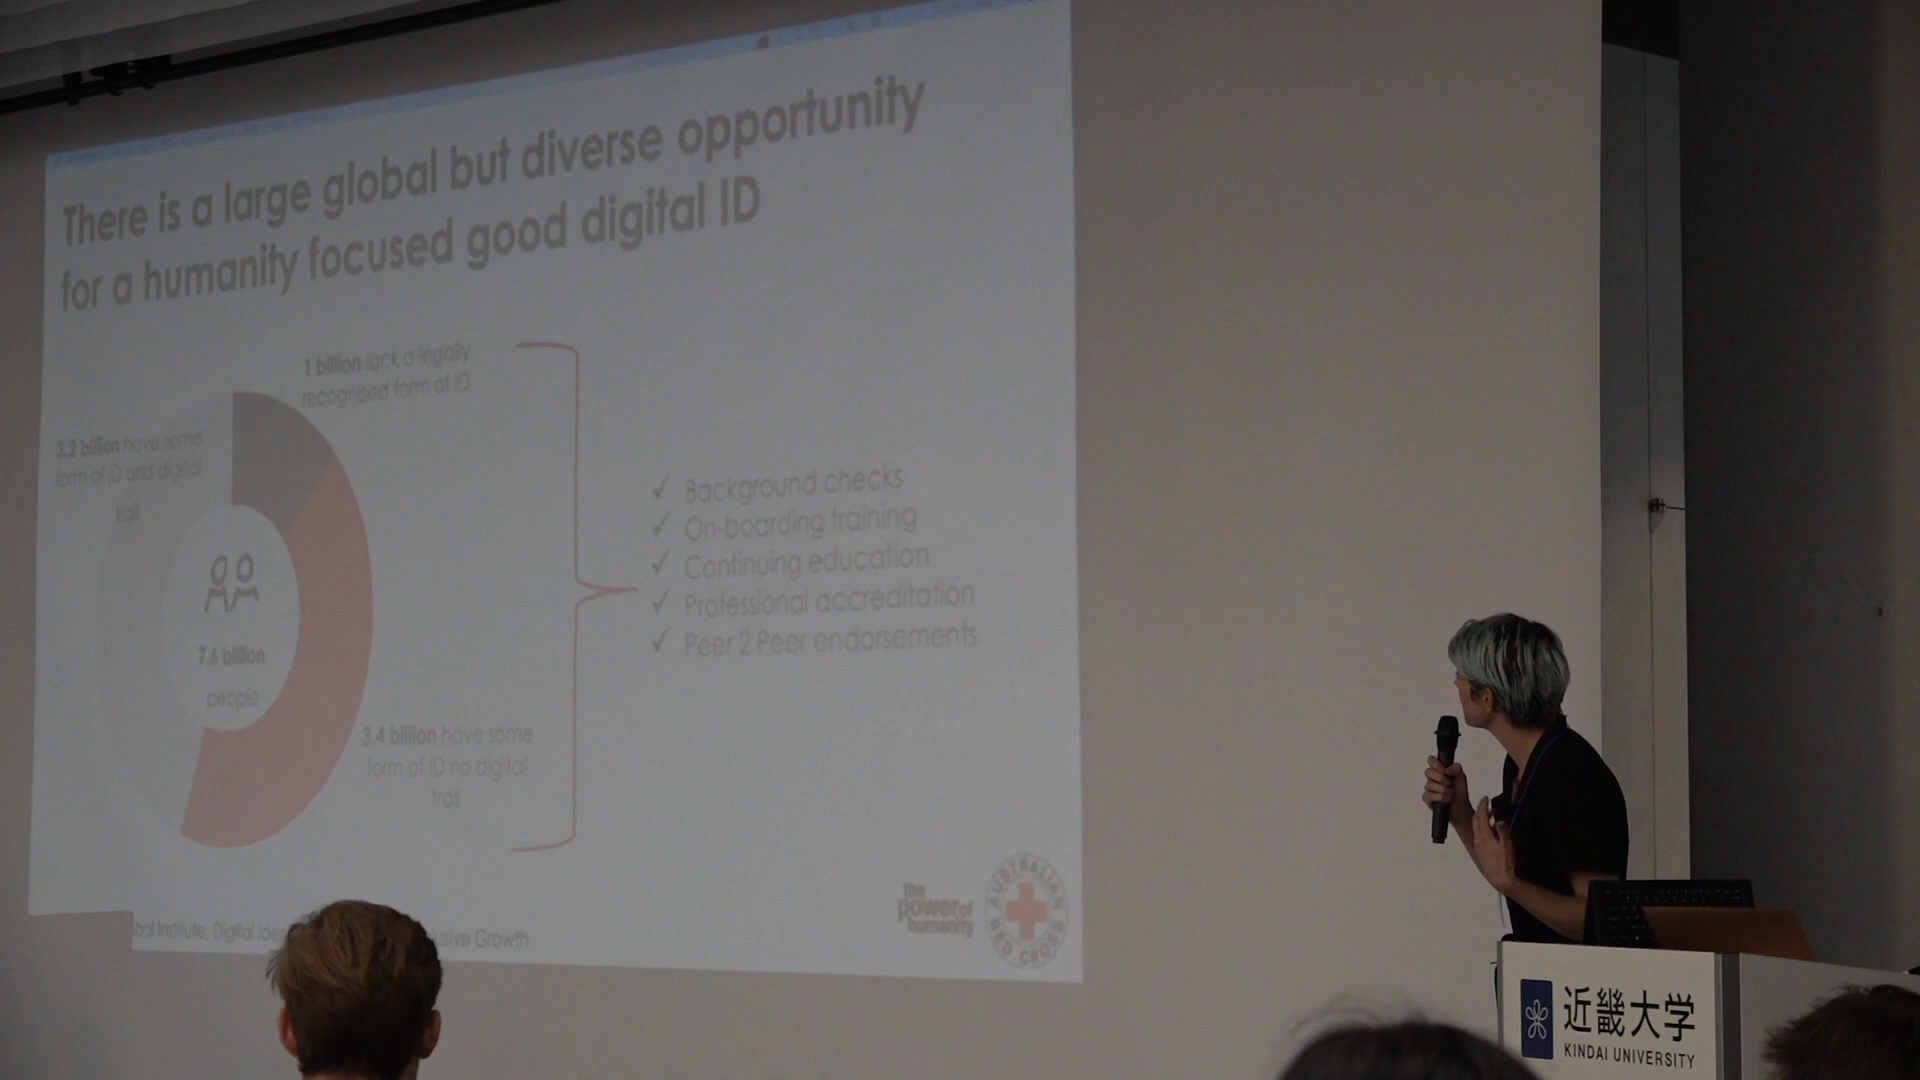 There is a large global but diverse opportunity
for a humanity focused good digital ID
1 billion lack a legally
recognised form of ID
3.2 billion have some
form of ID and digital
trail
7.6 billion
people
3.4 billion have some
form of ID no digital
trail
✓ Background checks
✓ On-boarding training
✓ Continuing education
✓ Professional accreditation
✓ Peer 2 Peer endorsements
Institute, Digital Growth
the
power of
humanity
AUSTRALIAN
RED CROSS
近畿大学
KINDAI UNIVERSITY